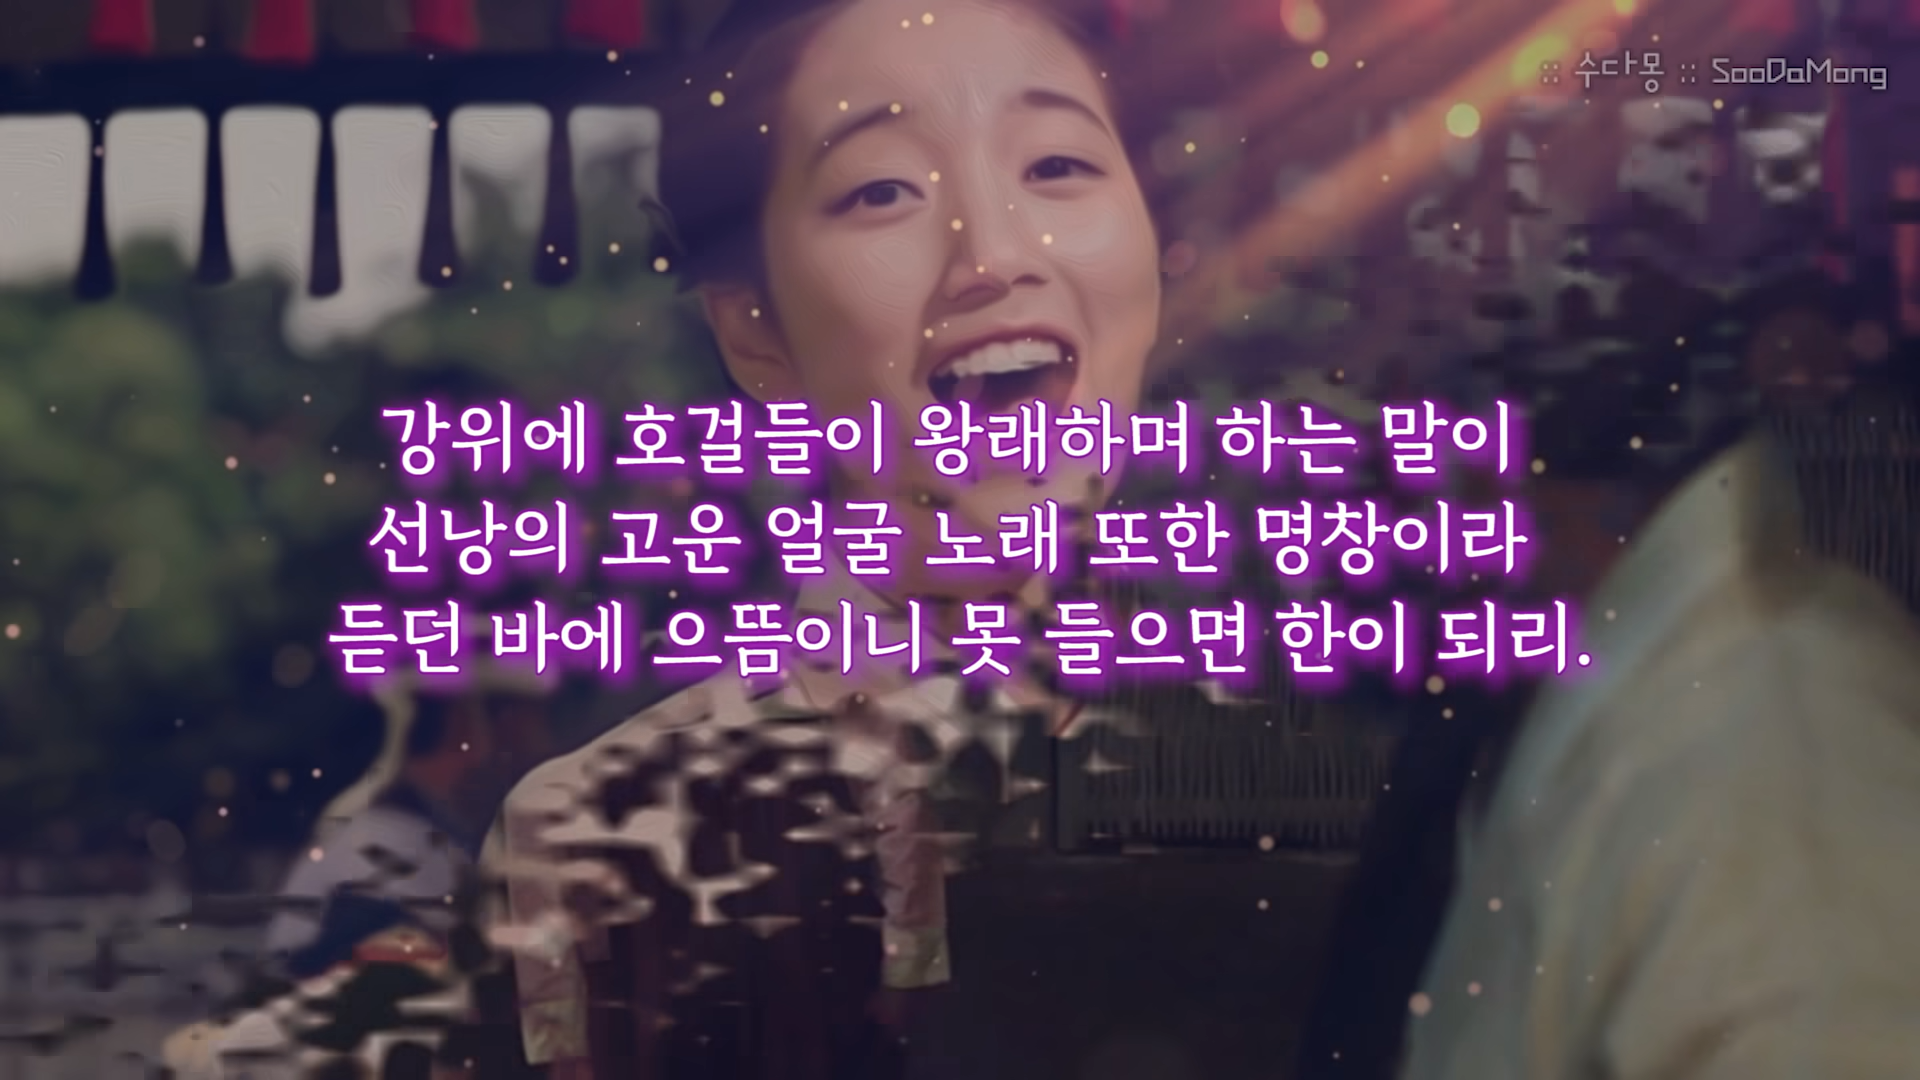 :: 수다몽 :: SooDaMong
강위에 호걸들이 왕래하며 하는 말이
선낭의 고운 얼굴 노래 또한 명창이라
듣던 바에 으뜸이니 못 들으면 한이 되리.